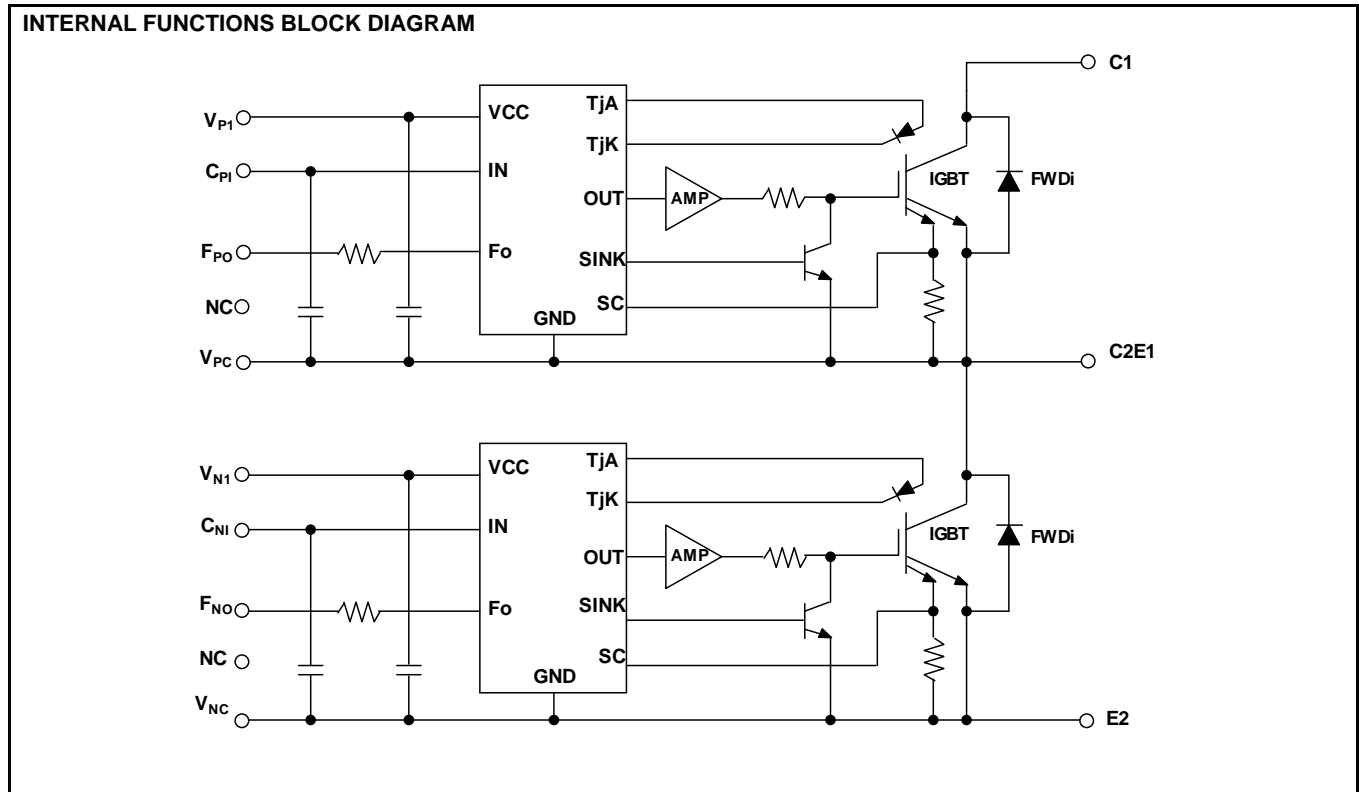 INTERNAL FUNCTIONS BLOCK DIAGRAM
C1
VP1
CPI
FPO
NC
VPC
VCC
IN
Fo
GND
TjA
TjK
OUT
SINK
SC
AMP
IGBT
FWDi
C2E1
VN1
CNI
FNO
NC
VNC
VCC
IN
Fo
GND
TjA
TjK
OUT
SINK
SC
AMP
IGBT
FWDi
E2